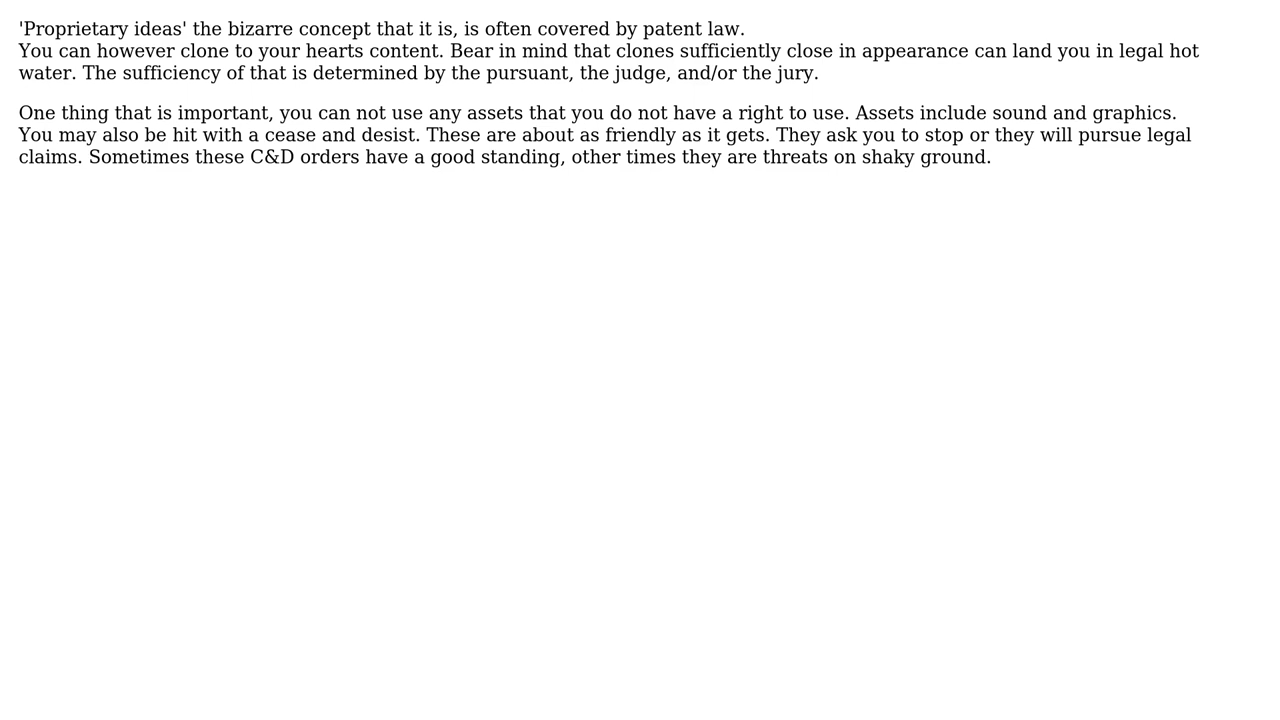 'Proprietary ideas' the bizarre concept that it is, is often covered by patent law.
You can however clone to your hearts content. Bear in mind that clones sufficiently close in appearance can land you in legal hot
water. The sufficiency of that is determined by the pursuant, the judge, and/or the jury.
One thing that is important, you can not use any assets that you do not have a right to use. Assets include sound and graphics.
You may also be hit with a cease and desist. These are about as friendly as it gets. They ask you to stop or they will pursue legal
claims. Sometimes these C&D orders have a good standing, other times they are threats on shaky ground.